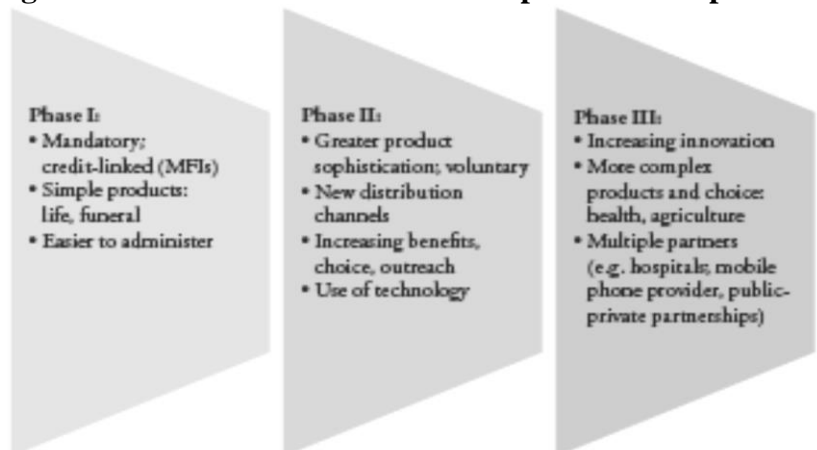 Phase I:
• Mandatory;
credit-linked (MFIs)
• Simple products:
life, funeral
• Easier to administer
Phase II:
• Greater product
sophistication; voluntary
• New distribution
channels
• Increasing benefits,
choice, outreach
• Use of technology
Phase III:
• Increasing innovation
• More complex
products and choice:
health, agriculture
• Multiple partners
(e.g. hospitals; mobile
phone provider, public-
private partnerships)